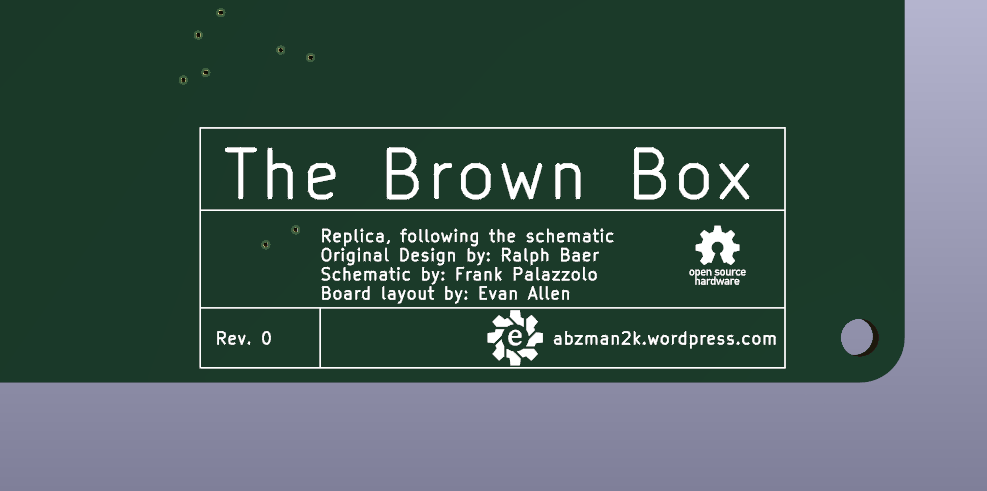 The Brown Box
Replica, following the schematic
Original Design by: Ralph Baer
Schematic by: Frank Palazzolo
Board layout by: Evan Allen
open source
hardware
Rev. 0
e
abzman2k.wordpress.com